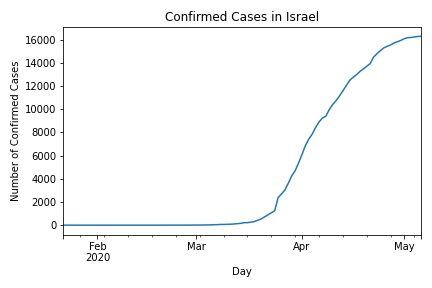 Confirmed Cases in Israel
Number of Confirmed Cases
16000
14000
12000
10000
8000
6000
4000
2000
0
Feb
2020
Mar
Apr
May
Day